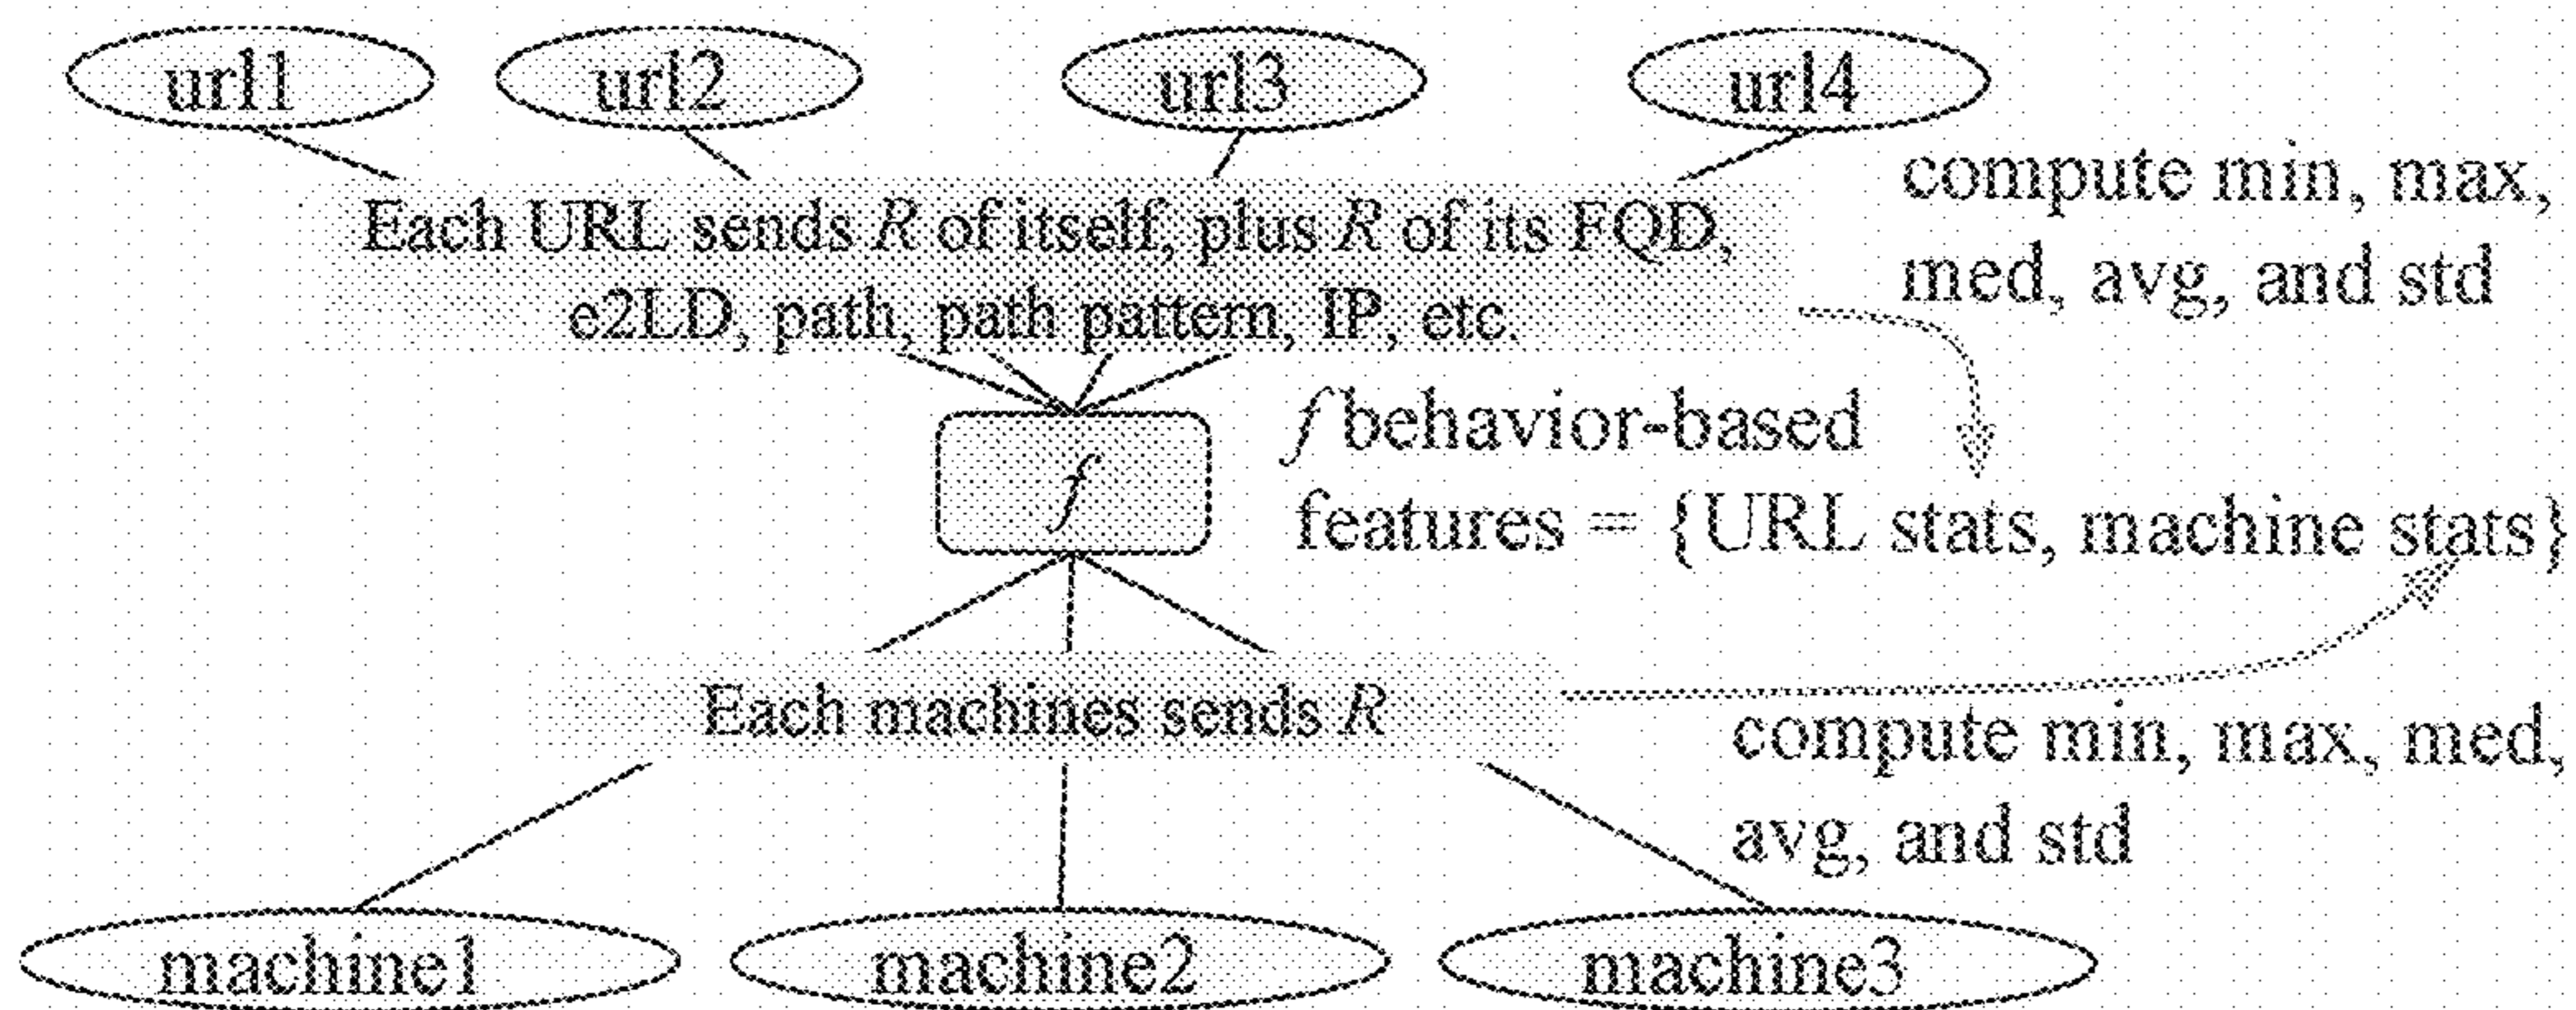 url1
url2
url3
url4
Each URL sends R of itself, plus R of its FQD,
e2LD, path, path pattern, IP, etc.
compute min, max,
med, avg, and std
f
f behavior-based
features = {URL stats, machine stats}
Each machines sends R
compute min, max, med,
avg, and std
machine1
machine2
machine3